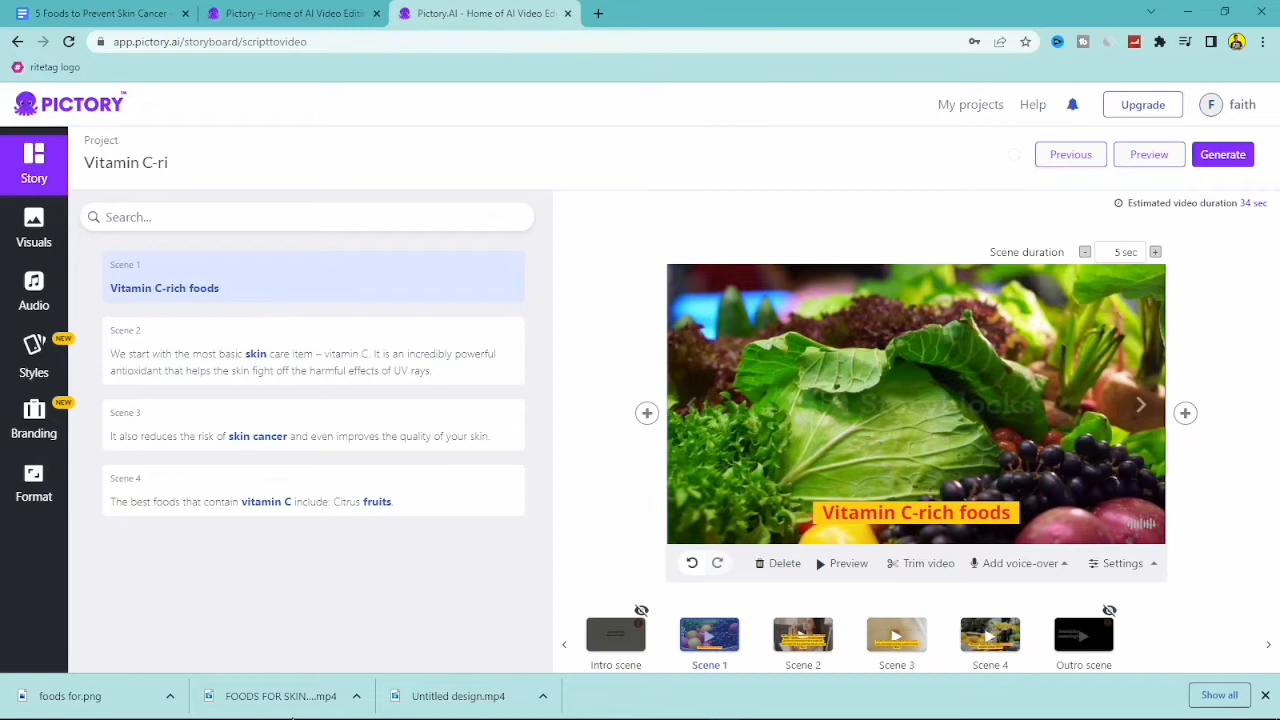 5 Foods to Prevent Skin Cancer -
Pictory – Home of AI Video Editi
Pictory.AI - Home of AI Video Ed
app.pictory.ai/storyboard/scripttovideo
ritetag logo
PICTORY™
My projects
Help
Upgrade
F
faith
Story
Visuals
Audio
Styles
NEW
Branding
NEW
Format
Project
Vitamin C-ri
Previous
Preview
Generate
Search...
Scene 1
Vitamin C-rich foods
Scene 2
We start with the most basic skin care item – vitamin C. It is an incredibly powerful
antioxidant that helps the skin fight off the harmful effects of UV rays.
Scene 3
It also reduces the risk of skin cancer and even improves the quality of your skin.
Scene 4
The best foods that contain vitamin C include: Citrus fruits.
Estimated video duration 34 sec
Scene duration
- 5 sec +
Vitamin C-rich foods
Delete
Preview
Trim video
Add voice-over
Settings
Intro scene
Scene 1
Scene 2
Scene 3
Scene 4
Outro scene
foods for.png
FOODS FOR SKIN....mp4
Untitled design.mp4
Show all